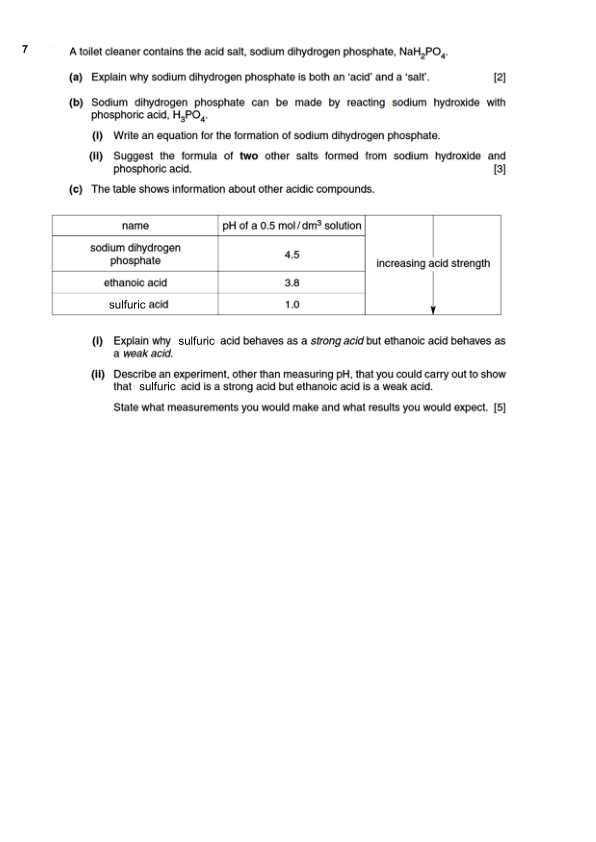 7 A toilet cleaner contains the acid salt, sodium dihydrogen phosphate, NaH₂PO₄.
(a) Explain why sodium dihydrogen phosphate is both an 'acid' and a 'salt'. [2]
(b) Sodium dihydrogen phosphate can be made by reacting sodium hydroxide with
phosphoric acid, H₃PO₄.
(i) Write an equation for the formation of sodium dihydrogen phosphate.
(ii) Suggest the formula of two other salts formed from sodium hydroxide and
phosphoric acid. [3]
(c) The table shows information about other acidic compounds.
name pH of a 0.5 mol/dm³ solution
sodium dihydrogen
phosphate 4.5
increasing acid strength
ethanoic acid 3.8
sulfuric acid 1.0
(i) Explain why sulfuric acid behaves as a strong acid but ethanoic acid behaves as
a weak acid.
(ii) Describe an experiment, other than measuring pH, that you could carry out to show
that sulfuric acid is a strong acid but ethanoic acid is a weak acid.
State what measurements you would make and what results you would expect. [5]